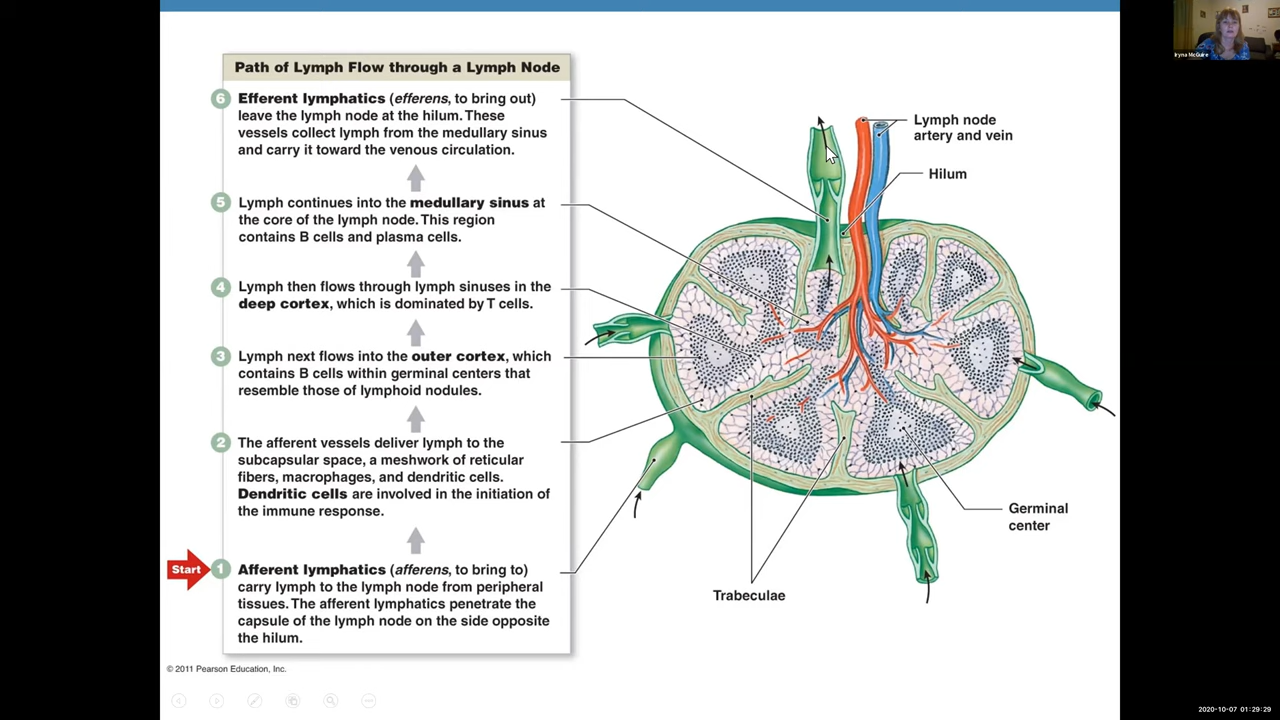 Path of Lymph Flow through a Lymph Node
6 Efferent lymphatics (efferens, to bring out)
leave the lymph node at the hilum. These
vessels collect lymph from the medullary sinus
and carry it toward the venous circulation.
5 Lymph continues into the medullary sinus at
the core of the lymph node. This region
contains B cells and plasma cells.
4 Lymph then flows through lymph sinuses in the
deep cortex, which is dominated by T cells.
3 Lymph next flows into the outer cortex, which
contains B cells within germinal centers that
resemble those of lymphoid nodules.
2 The afferent vessels deliver lymph to the
subcapsular space, a meshwork of reticular
fibers, macrophages, and dendritic cells.
Dendritic cells are involved in the initiation of
the immune response.
Start 1 Afferent lymphatics (afferens, to bring to)
carry lymph to the lymph node from peripheral
tissues. The afferent lymphatics penetrate the
capsule of the lymph node on the side opposite
the hilum.
Lymph node
artery and vein
Hilum
Germinal
center
Trabeculae
© 2011 Pearson Education, Inc.
Iryna McGuire
2020-10-07 01:29:29